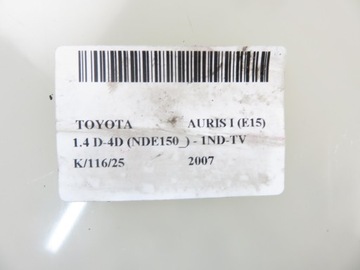 TOYOTA AURIS I (E15)
1.4 D-4D (NDE150_) - 1ND-TV
K/116/25 2007